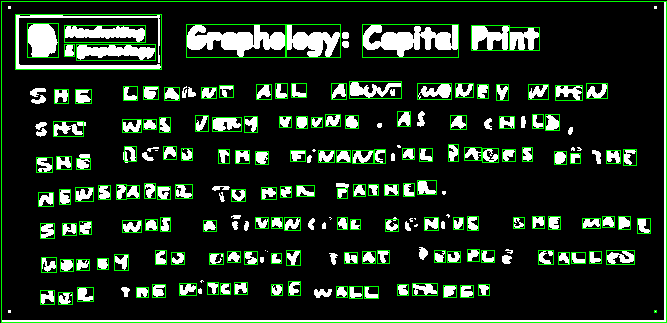 Handwriting
& Graphology
Graphology: Capital Print
SHE LEARNT ALL ABOUT MONEY WHEN
SHE WAS VERY YOUNG. AS A CHILD,
SHE READ THE FINANCIAL PAGES OF THE
NEWSPAPER TO HER FATHER.
SHE WAS A FINANCIAL GENIUS SHE MADE
MONEY SO EASILY THAT PEOPLE CALLED
HER THE WITCH OF WALL STREET